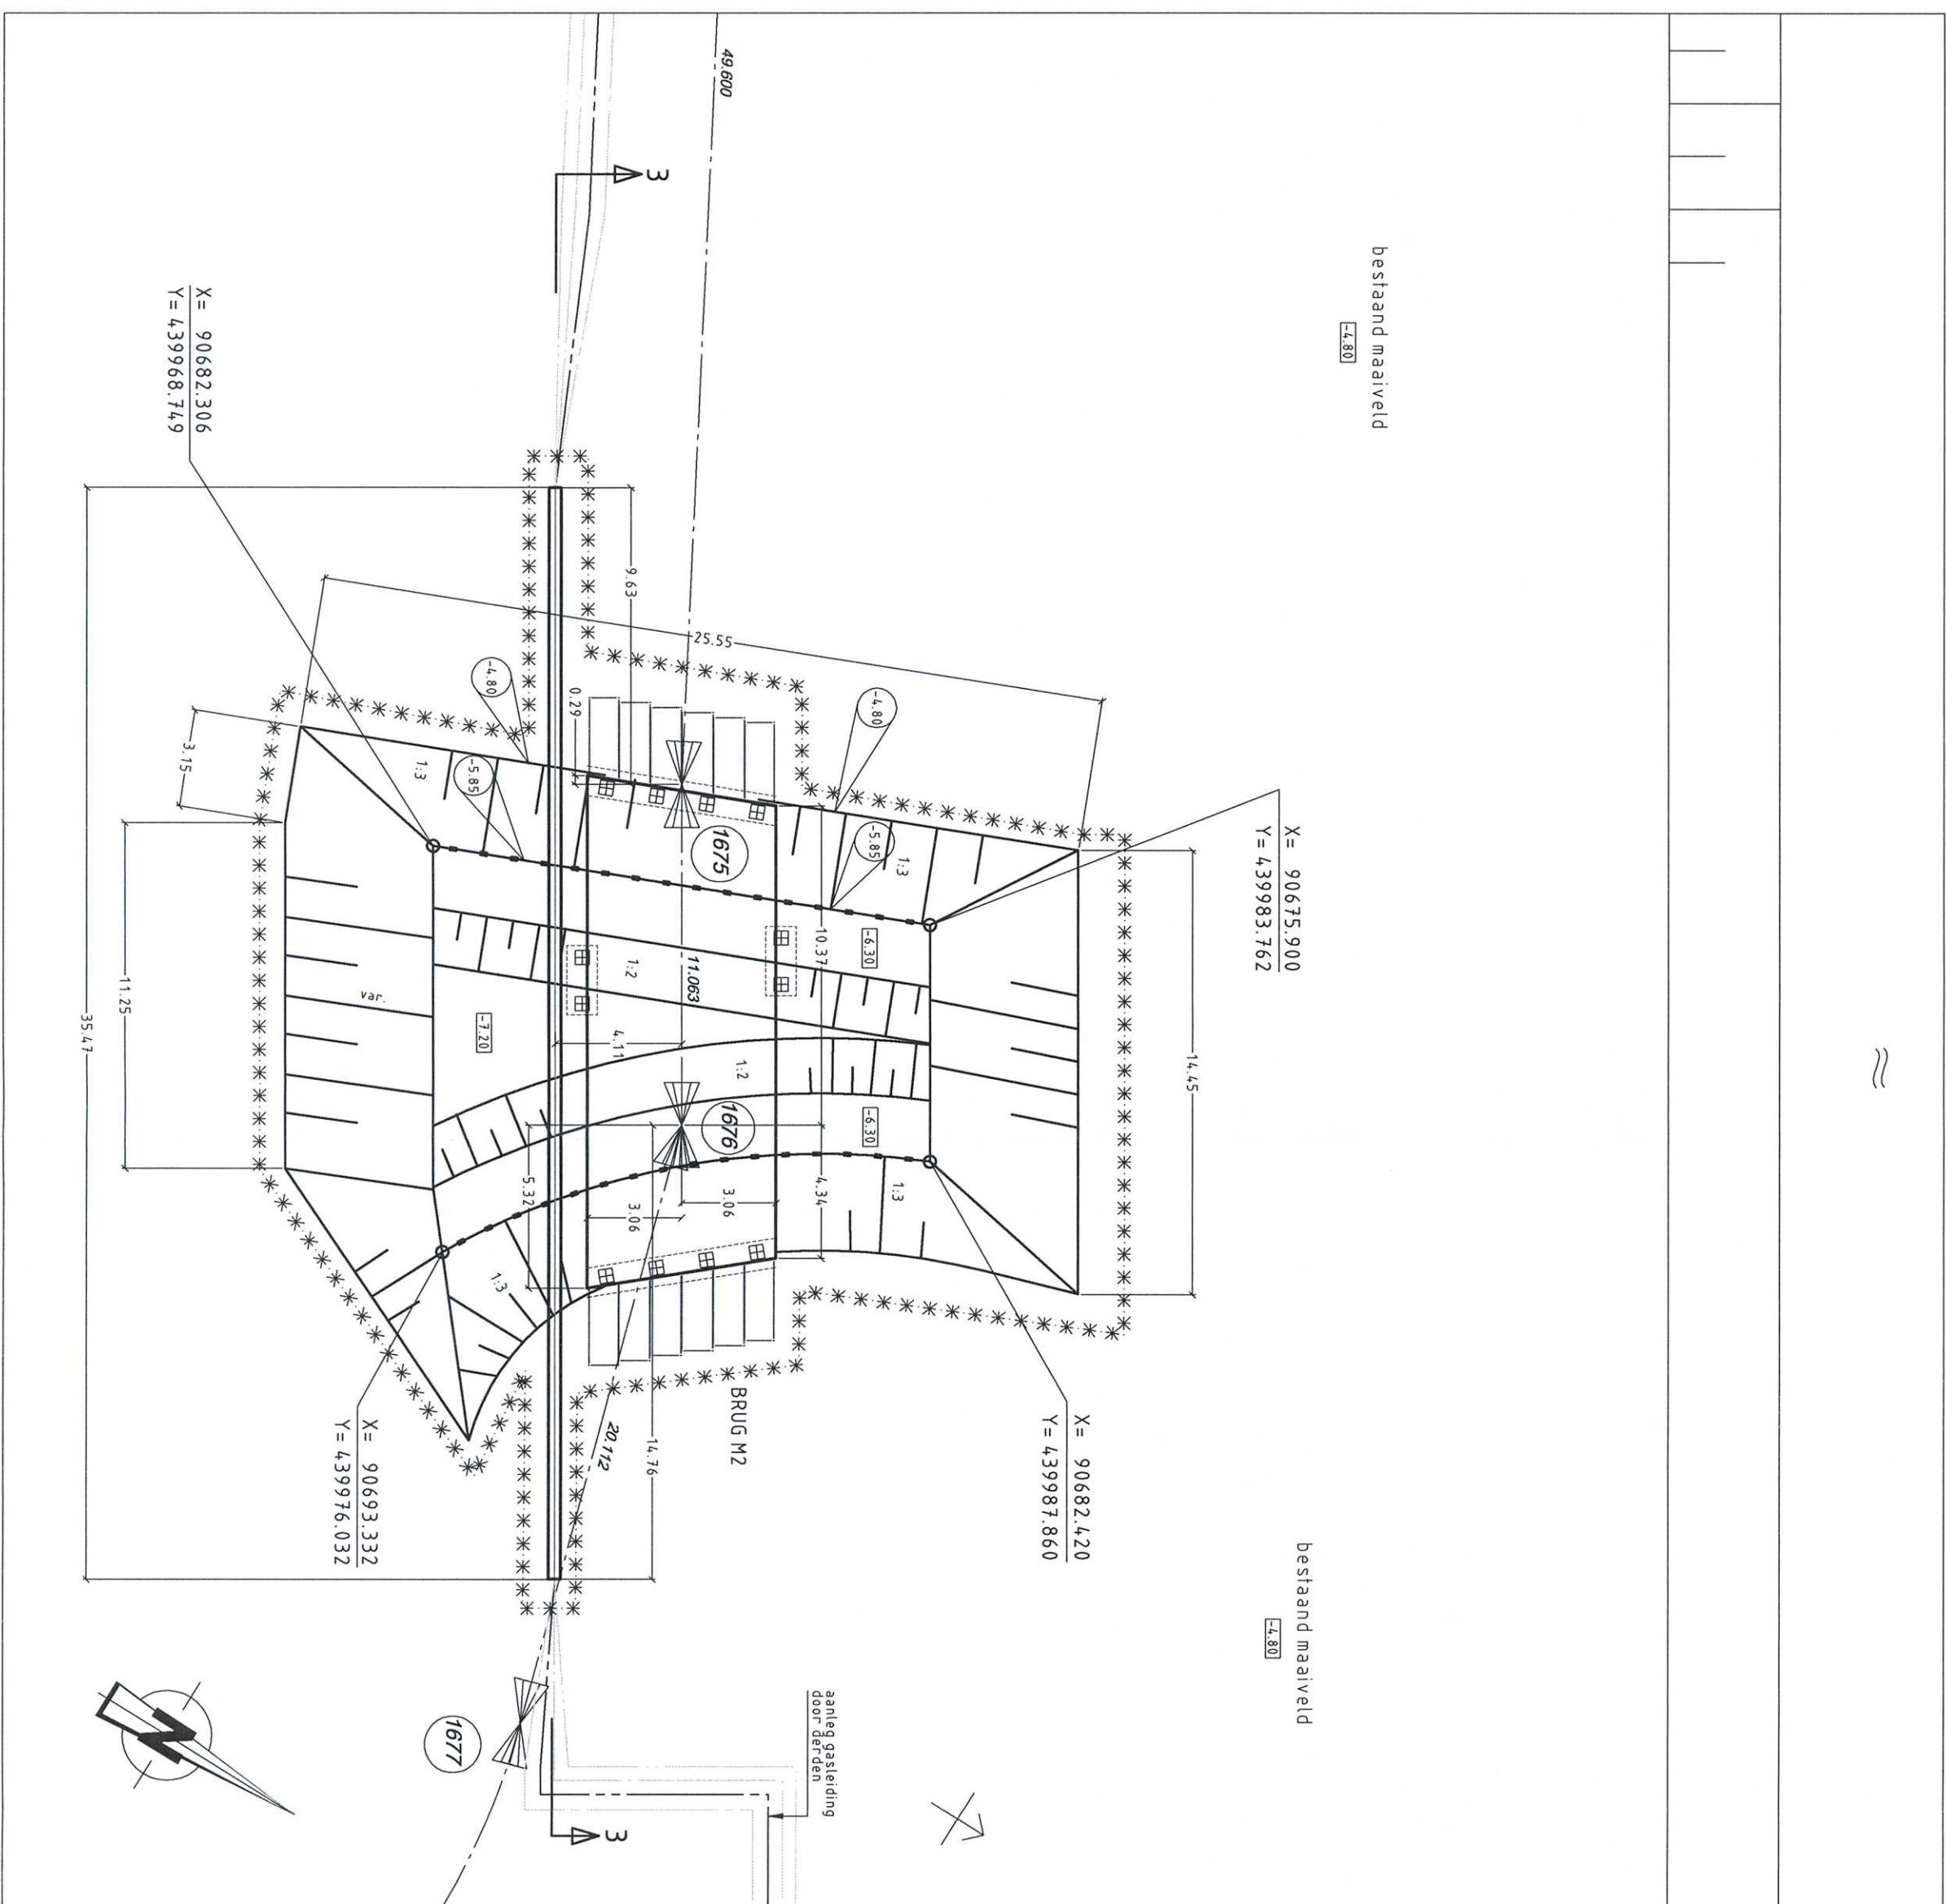 49.600
3
bestaand maaiveld
-4.80
X= 90682.306
Y= 439968.749
9.63
25.55
0.29
-4.80
-4.80
3.15
1:3
-5.85
1675
-5.85
1:3
X= 90675.900
Y= 439983.762
11.25
35.47
var.
-7.20
1:2
11.063
10.37
-6.30
4.11
1:2
14.45
1676
-6.30
5.32
3.06
3.06
4.34
1:3
1:3
BRUG M2
20.112
14.76
X= 90693.332
Y= 439976.032
X= 90682.420
Y= 439987.860
bestaand maaiveld
-4.80
aanleg gasleiding
door derden
1677
N
3